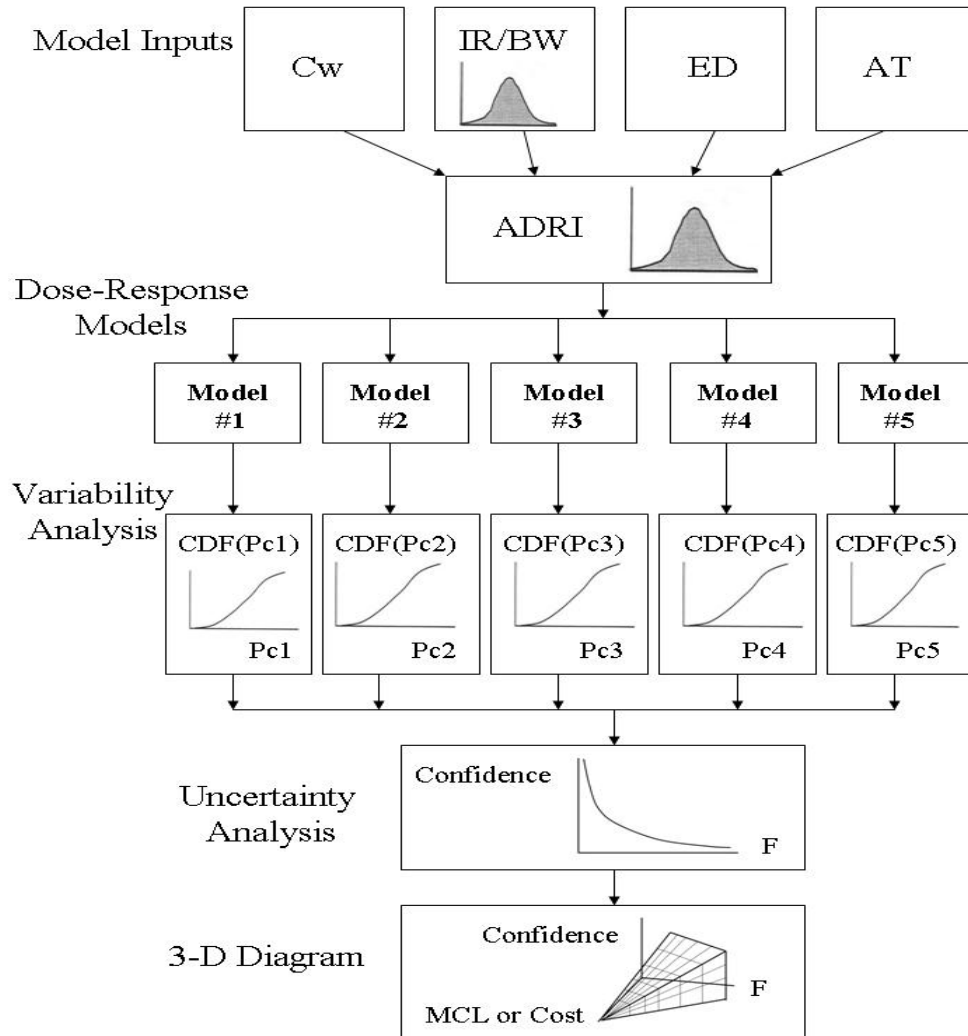 Model Inputs
Cw
IR/BW
ED
AT
ADRI
Dose-Response
Models
Model
#1
Model
#2
Model
#3
Model
#4
Model
#5
Variability
Analysis
CDF(Pc1)
Pc1
CDF(Pc2)
Pc2
CDF(Pc3)
Pc3
CDF(Pc4)
Pc4
CDF(Pc5)
Pc5
Uncertainty
Analysis
Confidence
F
3-D Diagram
Confidence
F
MCL or Cost